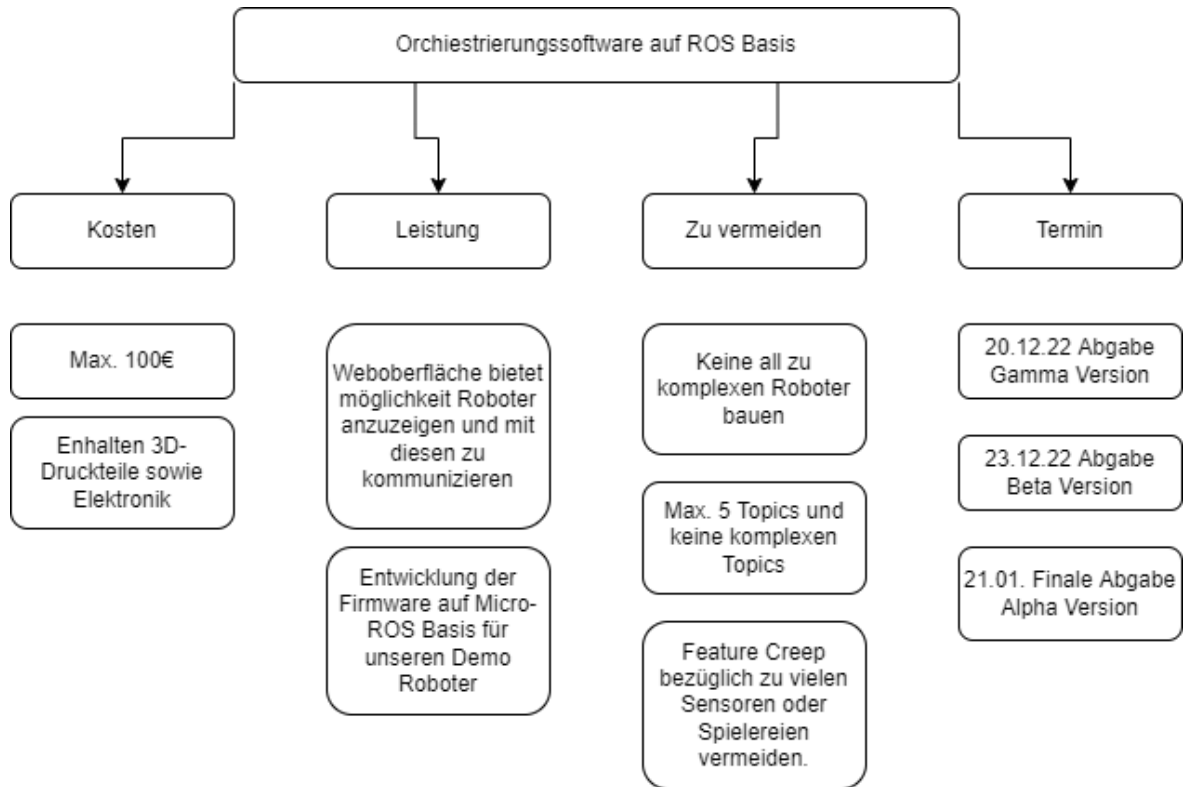 Orchiestrierungssoftware auf ROS Basis
Kosten
Leistung
Zu vermeiden
Termin
Max. 100€
Enhalten 3D-
Druckteile sowie
Elektronik
Weboberfläche bietet
möglichkeit Roboter
anzuzeigen und mit
diesen zu
kommunizieren
Entwicklung der
Firmware auf Micro-
ROS Basis für
unseren Demo
Roboter
Keine all zu
komplexen Roboter
bauen
Max. 5 Topics und
keine komplexen
Topics
Feature Creep
bezüglich zu vielen
Sensoren oder
Spielereien
vermeiden.
20.12.22 Abgabe
Gamma Version
23.12.22 Abgabe
Beta Version
21.01. Finale Abgabe
Alpha Version